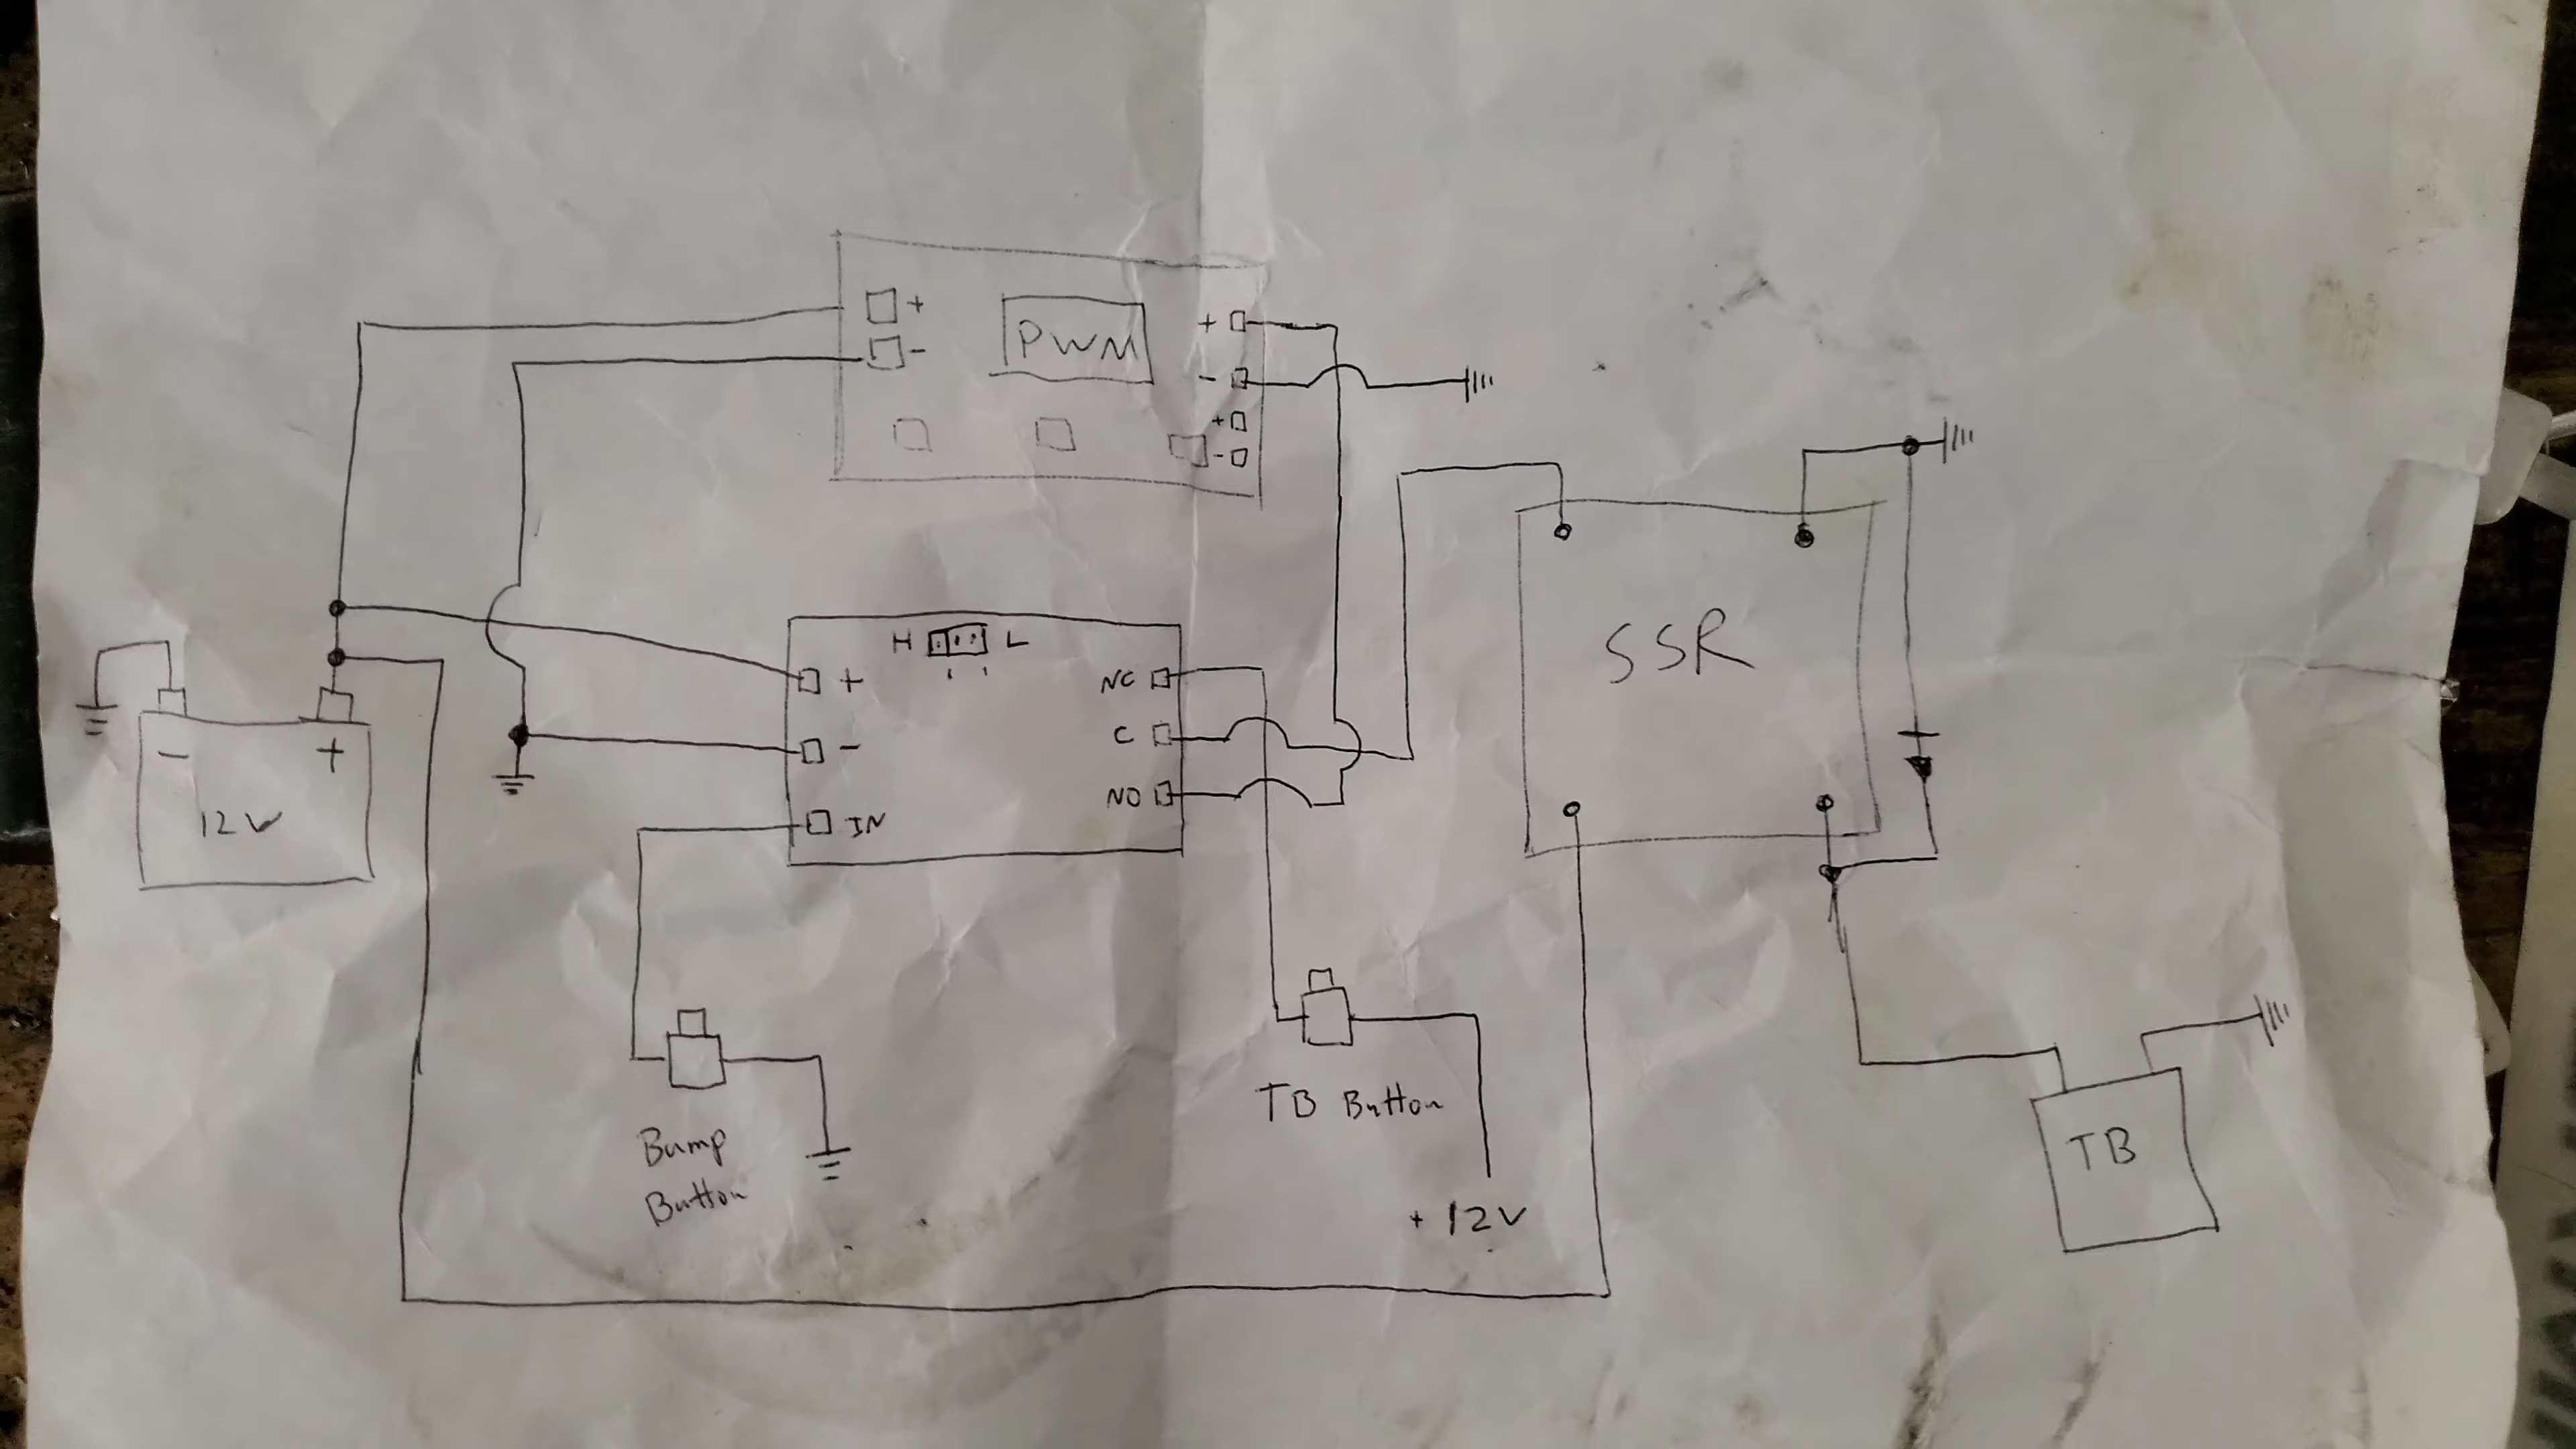 +
-
PWM
+
-
+
-
H
L
+
-
IN
NC
C
NO
-
+
12V
SSR
Bump
Button
TB Button
+ 12V
TB